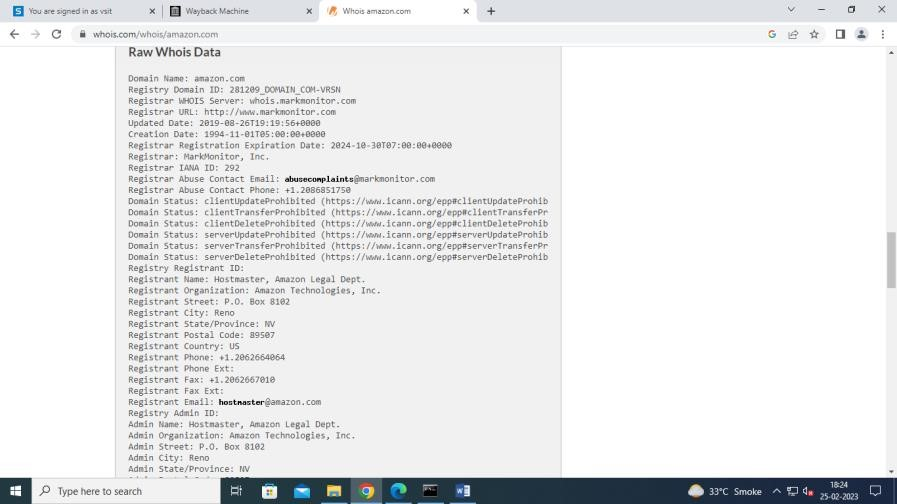 You are signed in as vsit
Wayback Machine
Whois amazon.com
whois.com/whois/amazon.com
Raw Whois Data
Domain Name: amazon.com
Registry Domain ID: 281209_DOMAIN_COM-VRSN
Registrar WHOIS Server: whois.markmonitor.com
Registrar URL: http://www.markmonitor.com
Updated Date: 2019-08-26T19:19:56+0000
Creation Date: 1994-11-01T05:00:00+0000
Registrar Registration Expiration Date: 2024-10-30T07:00:00+0000
Registrar: MarkMonitor, Inc.
Registrar IANA ID: 292
Registrar Abuse Contact Email: abusecomplaints@markmonitor.com
Registrar Abuse Contact Phone: +1.2086851750
Domain Status: clientUpdateProhibited (https://www.icann.org/epp#clientUpdateProhib
Domain Status: clientTransferProhibited (https://www.icann.org/epp#clientTransferPr
Domain Status: clientDeleteProhibited (https://www.icann.org/epp#clientDeleteProhib
Domain Status: serverUpdateProhibited (https://www.icann.org/epp#serverUpdateProhib
Domain Status: serverTransferProhibited (https://www.icann.org/epp#serverTransferPr
Domain Status: serverDeleteProhibited (https://www.icann.org/epp#serverDeleteProhib
Registry Registrant ID:
Registrant Name: Hostmaster, Amazon Legal Dept.
Registrant Organization: Amazon Technologies, Inc.
Registrant Street: P.O. Box 8102
Registrant City: Reno
Registrant State/Province: NV
Registrant Postal Code: 89507
Registrant Country: US
Registrant Phone: +1.2062664064
Registrant Phone Ext:
Registrant Fax: +1.2062667010
Registrant Fax Ext:
Registrant Email: hostmaster@amazon.com
Registry Admin ID:
Admin Name: Hostmaster, Amazon Legal Dept.
Admin Organization: Amazon Technologies, Inc.
Admin Street: P.O. Box 8102
Admin City: Reno
Admin State/Province: NV
Type here to search
33°C Smoke
18:24
25-02-2023